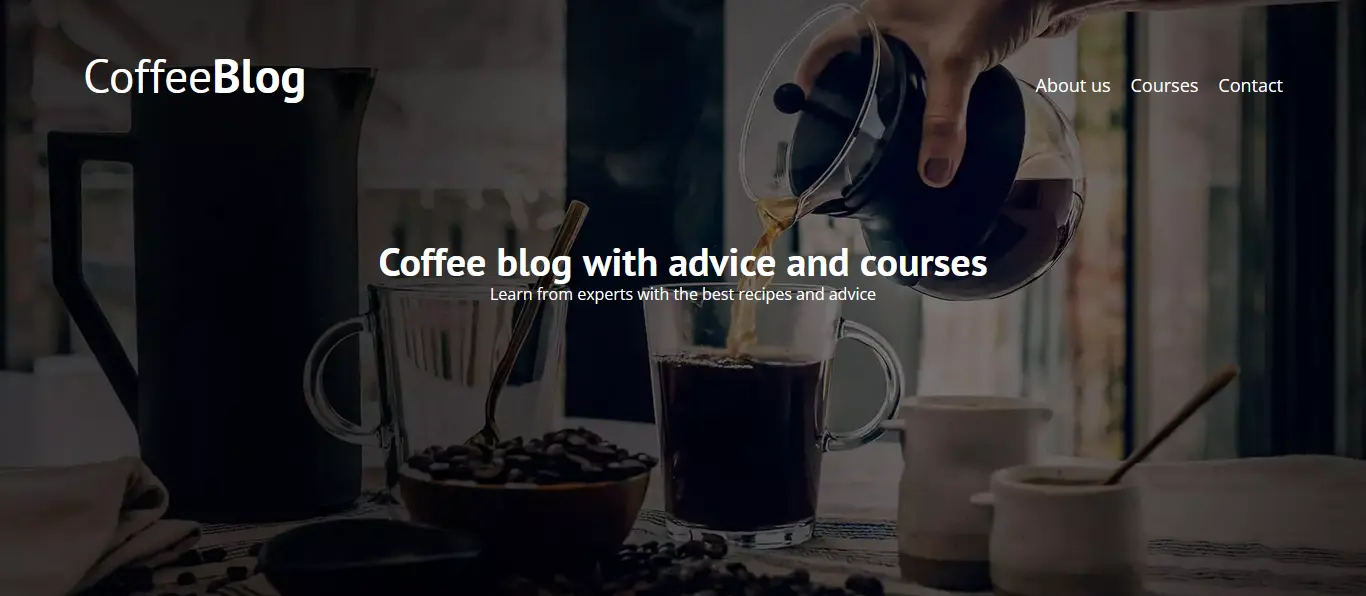 CoffeeBlog
About us Courses Contact
Coffee blog with advice and courses
Learn from experts with the best recipes and advice